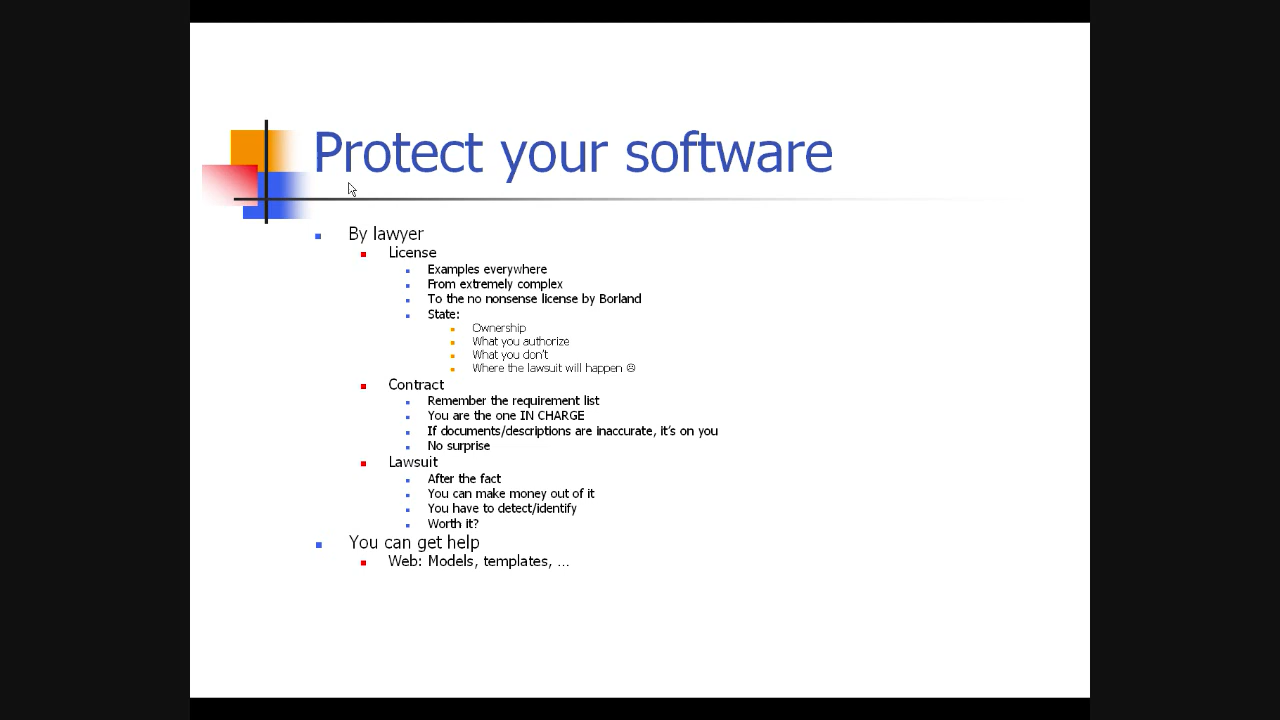 Protect your software
By lawyer
License
Examples everywhere
From extremely complex
To the no nonsense license by Borland
State:
Ownership
What you authorize
What you don't
Where the lawsuit will happen ☹
Contract
Remember the requirement list
You are the one IN CHARGE
If documents/descriptions are inaccurate, it's on you
No surprise
Lawsuit
After the fact
You can make money out of it
You have to detect/identify
Worth it?
You can get help
Web: Models, templates, ...